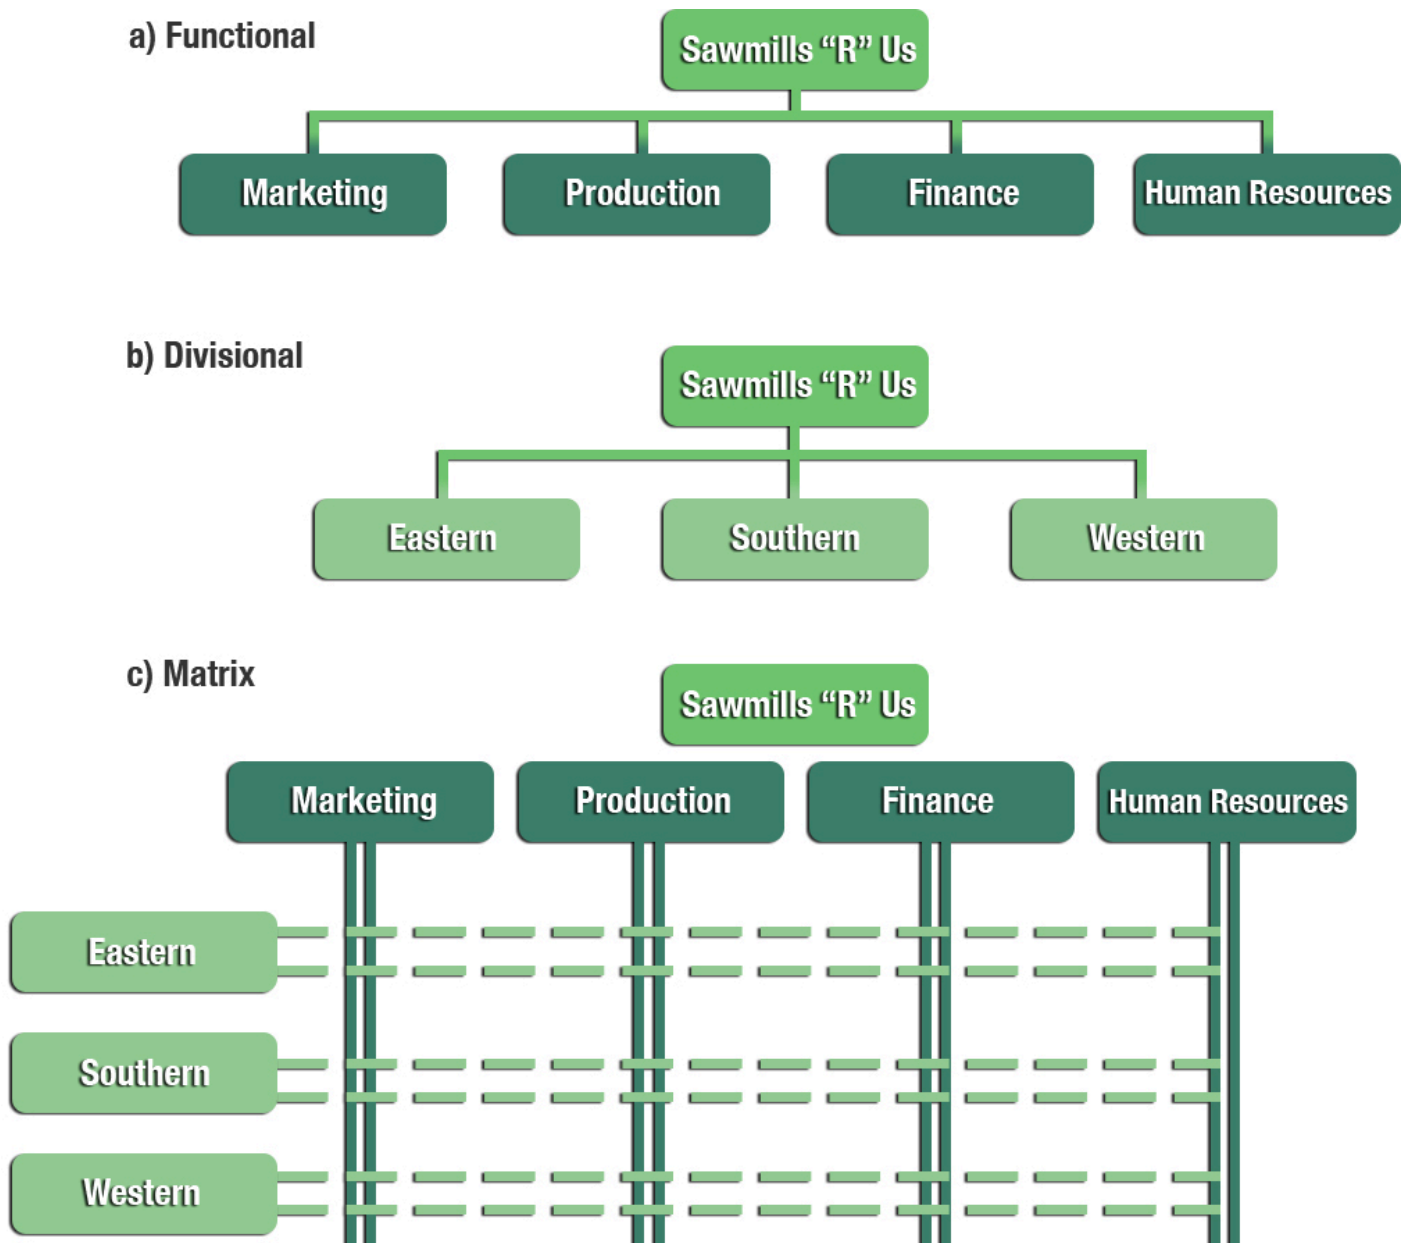 a) Functional
Sawmills “R” Us
Marketing
Production
Finance
Human Resources
b) Divisional
Sawmills “R” Us
Eastern
Southern
Western
c) Matrix
Sawmills “R” Us
Marketing
Production
Finance
Human Resources
Eastern
Southern
Western